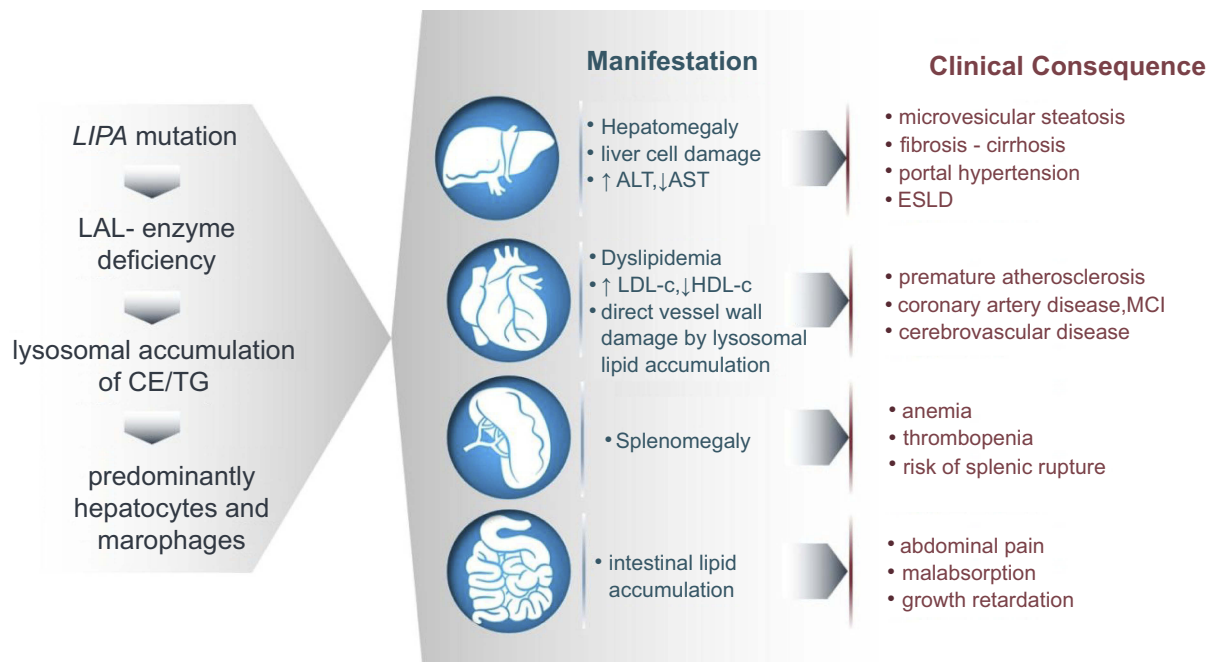 LIPA mutation
LAL- enzyme
deficiency
lysosomal accumulation
of CE/TG
predominantly
hepatocytes and
marophages
Manifestation
• Hepatomegaly
• liver cell damage
• ↑ ALT,↓AST
• Dyslipidemia
• ↑ LDL-c,↓HDL-c
• direct vessel wall
damage by lysosomal
lipid accumulation
• Splenomegaly
• intestinal lipid
accumulation
Clinical Consequence
• microvesicular steatosis
• fibrosis - cirrhosis
• portal hypertension
• ESLD
• premature atherosclerosis
• coronary artery disease,MCI
• cerebrovascular disease
• anemia
• thrombopenia
• risk of splenic rupture
• abdominal pain
• malabsorption
• growth retardation